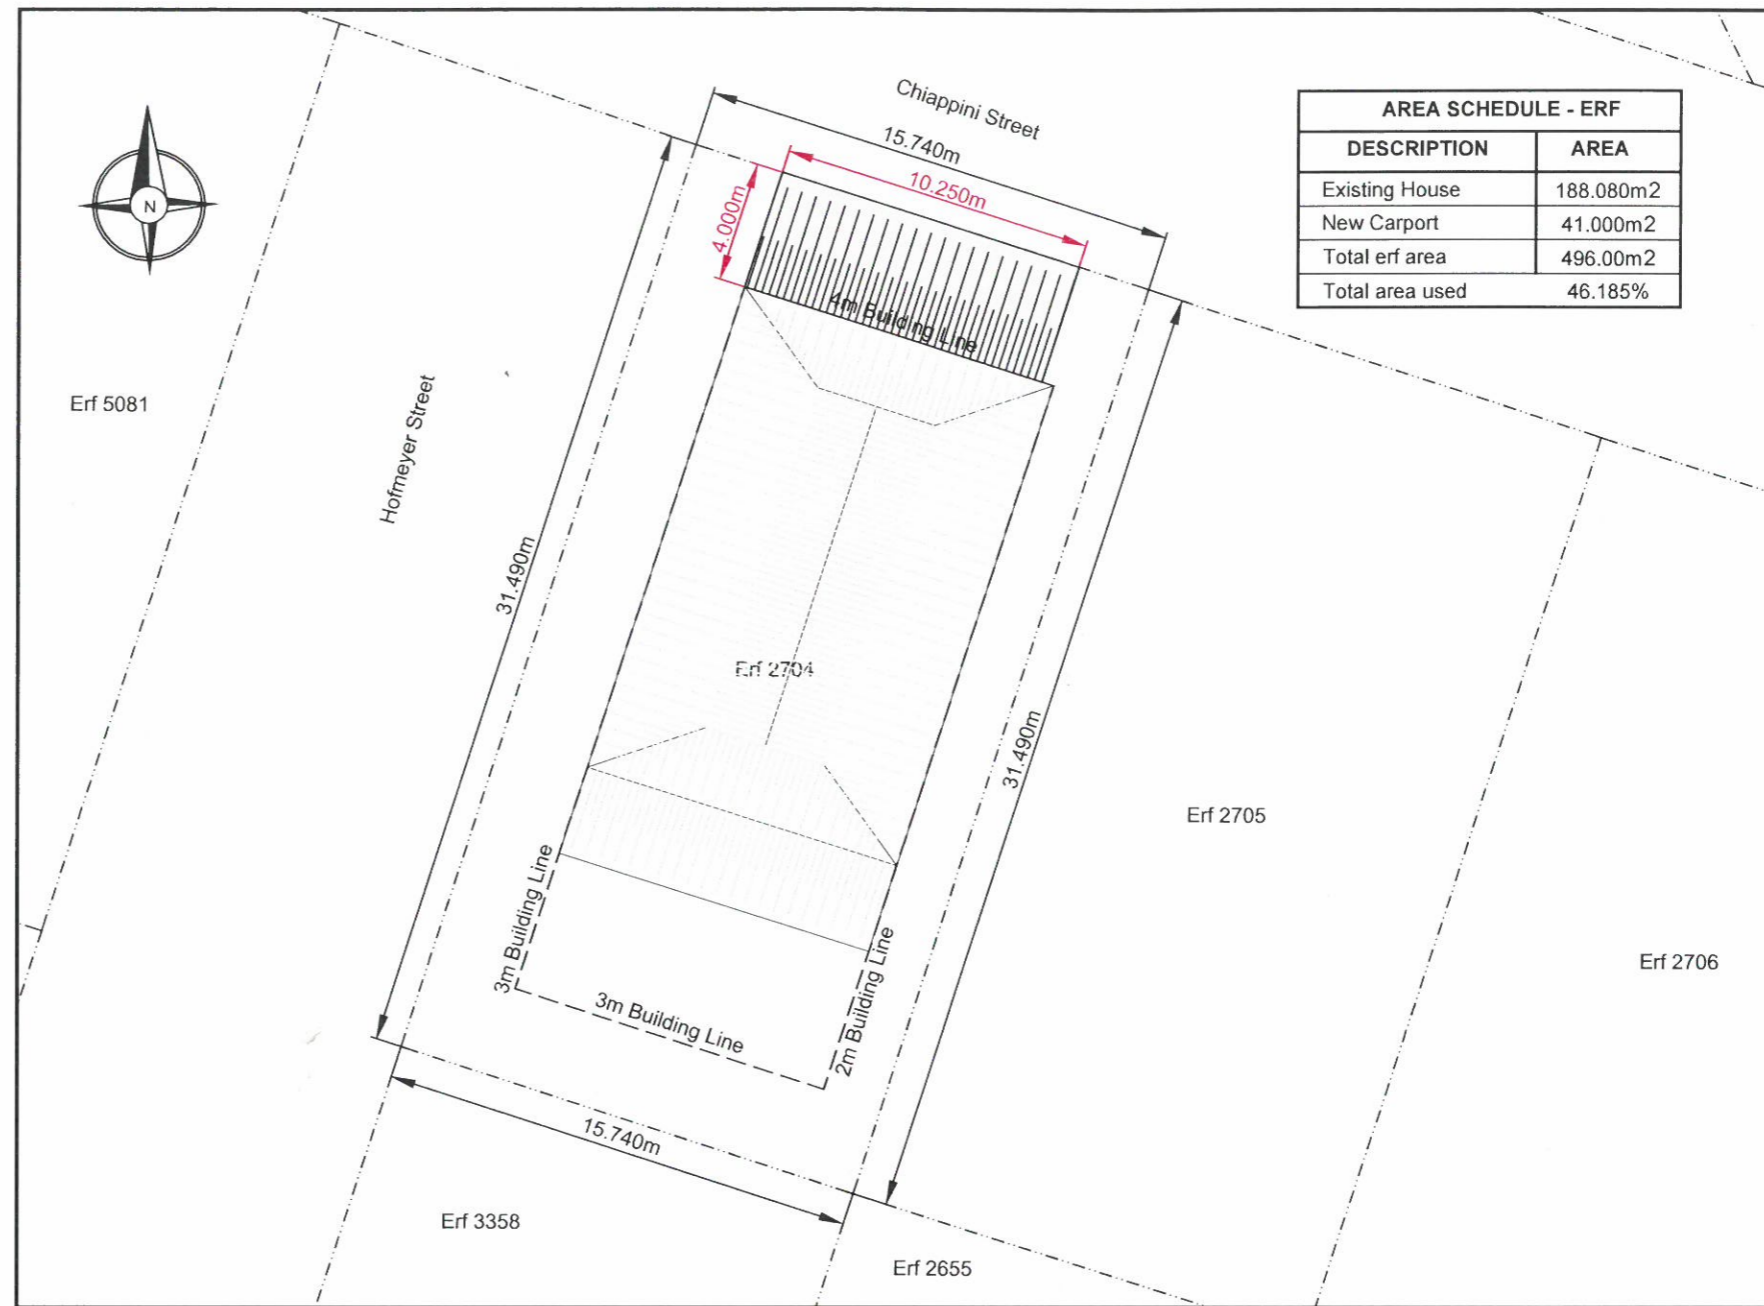 Chiappini Street
15.740m
10.250m
4.000m
N
AREA SCHEDULE - ERF
DESCRIPTION AREA
Existing House 188.080m2
New Carport 41.000m2
Total erf area 496.00m2
Total area used 46.185%
4m Building Line
Erf 5081
Hofmeyer Street
31.490m
Erf 2704
31.490m
Erf 2705
3m Building Line
3m Building Line
2m Building Line
Erf 2706
15.740m
Erf 3358
Erf 2655